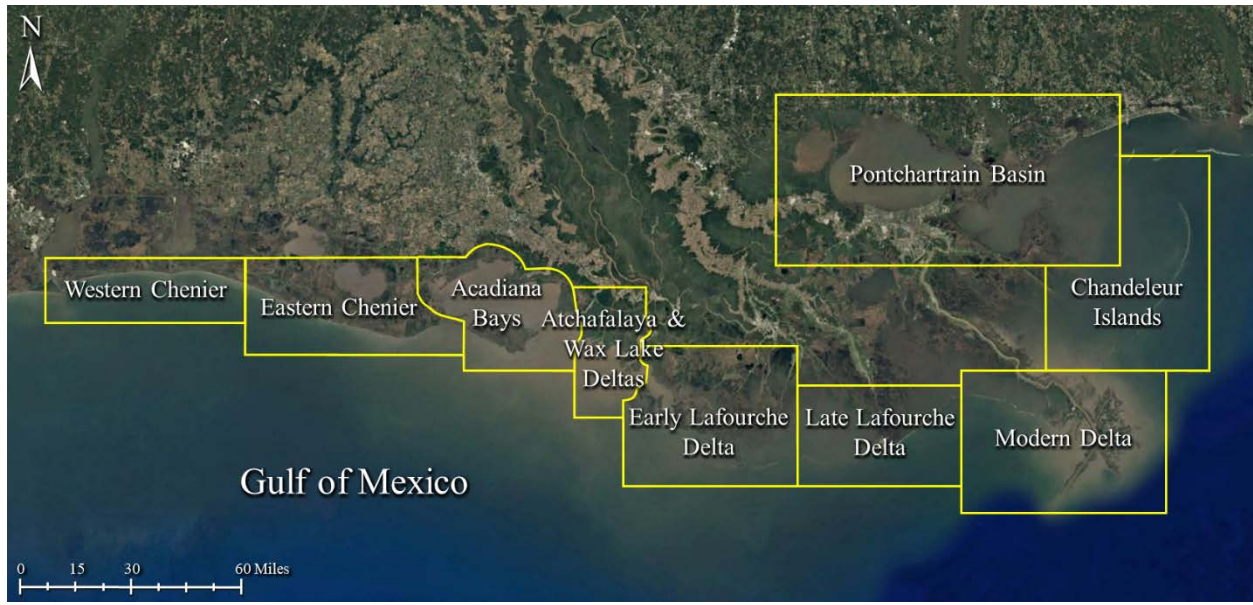 N
Pontchartrain Basin
Western Chenier
Eastern Chenier
Acadiana
Bays
Atchafalaya &
Wax Lake
Deltas
Chandeleur
Islands
Early Lafourche
Delta
Late Lafourche
Delta
Modern Delta
Gulf of Mexico
0 15 30 60 Miles